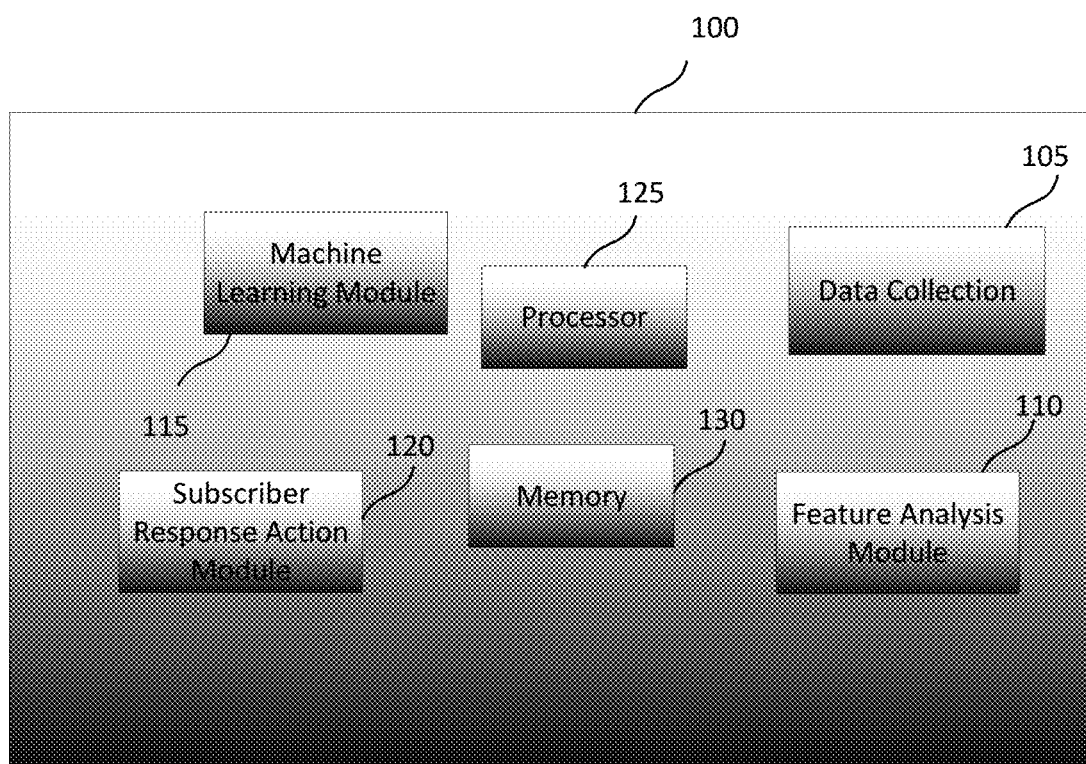 100
105
125
Machine
Learning Module
Processor
Data Collection
115
120
130
110
Subscriber
Response Action
Module
Memory
Feature Analysis
Module